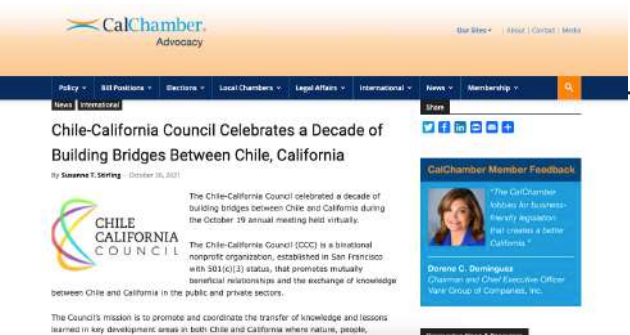 CalChamber®
Advocacy
Our Sites | About | Contact | Media
Policy Bill Positions Elections Local Chambers Legal Affairs International News Membership
News International
Chile-California Council Celebrates a Decade of
Building Bridges Between Chile, California
By Susanne T. Stirling - October 26, 2021
CHILE
CALIFORNIA
COUNCIL
The Chile-California Council celebrated a decade of
building bridges between Chile and California during
the October 19 annual meeting held virtually.
The Chile-California Council (CCC) is a binational
nonprofit organization, established in San Francisco
with 501(c)(3) status, that promotes mutually
beneficial relationships and the exchange of knowledge
between Chile and California in the public and private sectors.
The Council's mission is to promote and coordinate the transfer of knowledge and lessons
learned in key development areas in both Chile and California where nature, people,
Share
CalChamber Member Feedback
"The CalChamber
lobbies for business-
friendly legislation
that creates a better
California."
Dorene C. Dominguez
Chairman and Chief Executive Officer
Vanir Group of Companies, Inc.